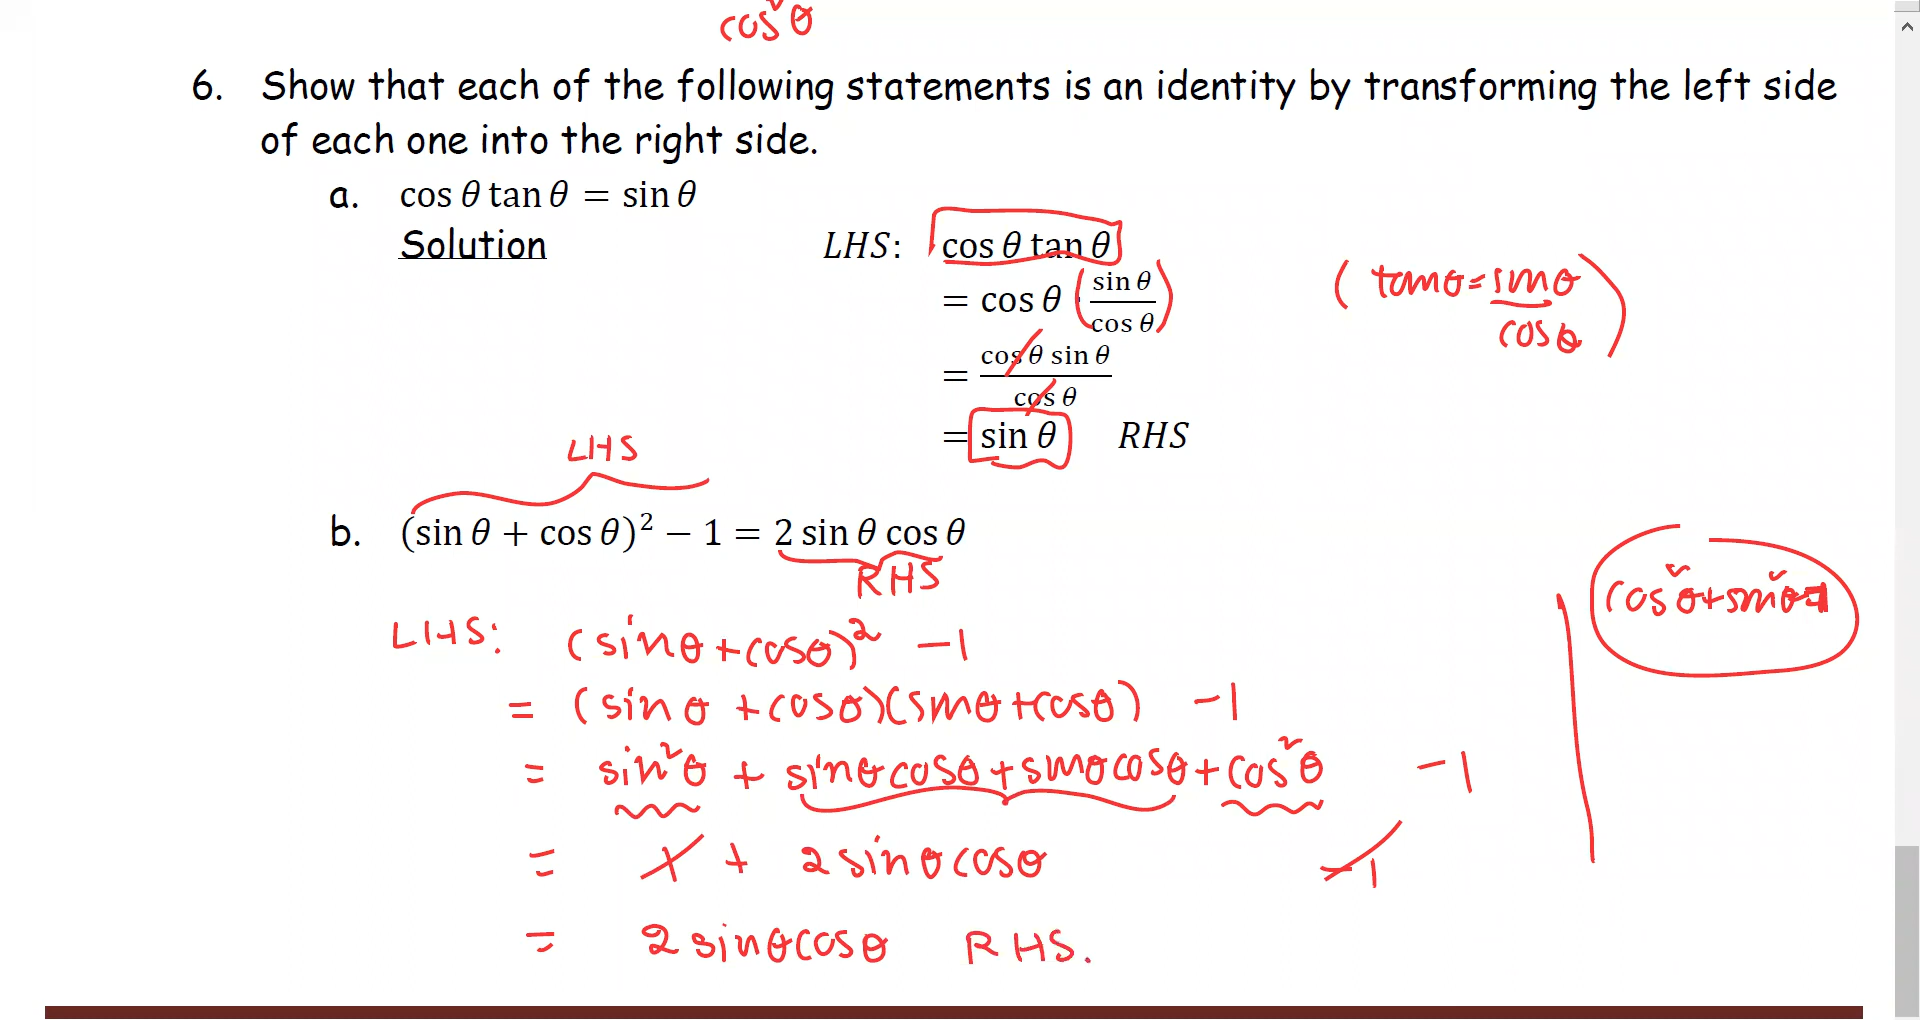 cos²θ
6. Show that each of the following statements is an identity by transforming the left side
of each one into the right side.
a. cos θ tan θ = sin θ
Solution
LHS: cos θ tan θ
= cos θ · (sin θ / cos θ)
= cos θ sin θ / cos θ
= sin θ RHS
(tanθ = sinθ / cosθ)
LHS
b. (sin θ + cos θ)² − 1 = 2 sin θ cos θ
RHS
cos²θ+sin²θ=1
LHS: (sinθ+cosθ)² −1
= (sinθ +cosθ)(sinθ+cosθ) −1
= sin²θ + sinθcosθ+sinθcosθ+cos²θ −1
= 1 + 2sinθcosθ −1
= 2sinθcosθ RHS.